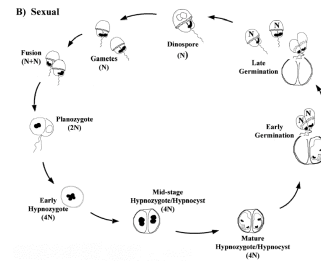 B) Sexual
Fusion
(N+N)
Gametes
(N)
Dinospore
(N)
N
N
Late
Germination
Planozygote
(2N)
N
N
Early
Germination
Early
Hypnozygote
(4N)
Mid-stage
Hypnozygote/Hypnocyst
(4N)
Mature
Hypnozygote/Hypnocyst
(4N)